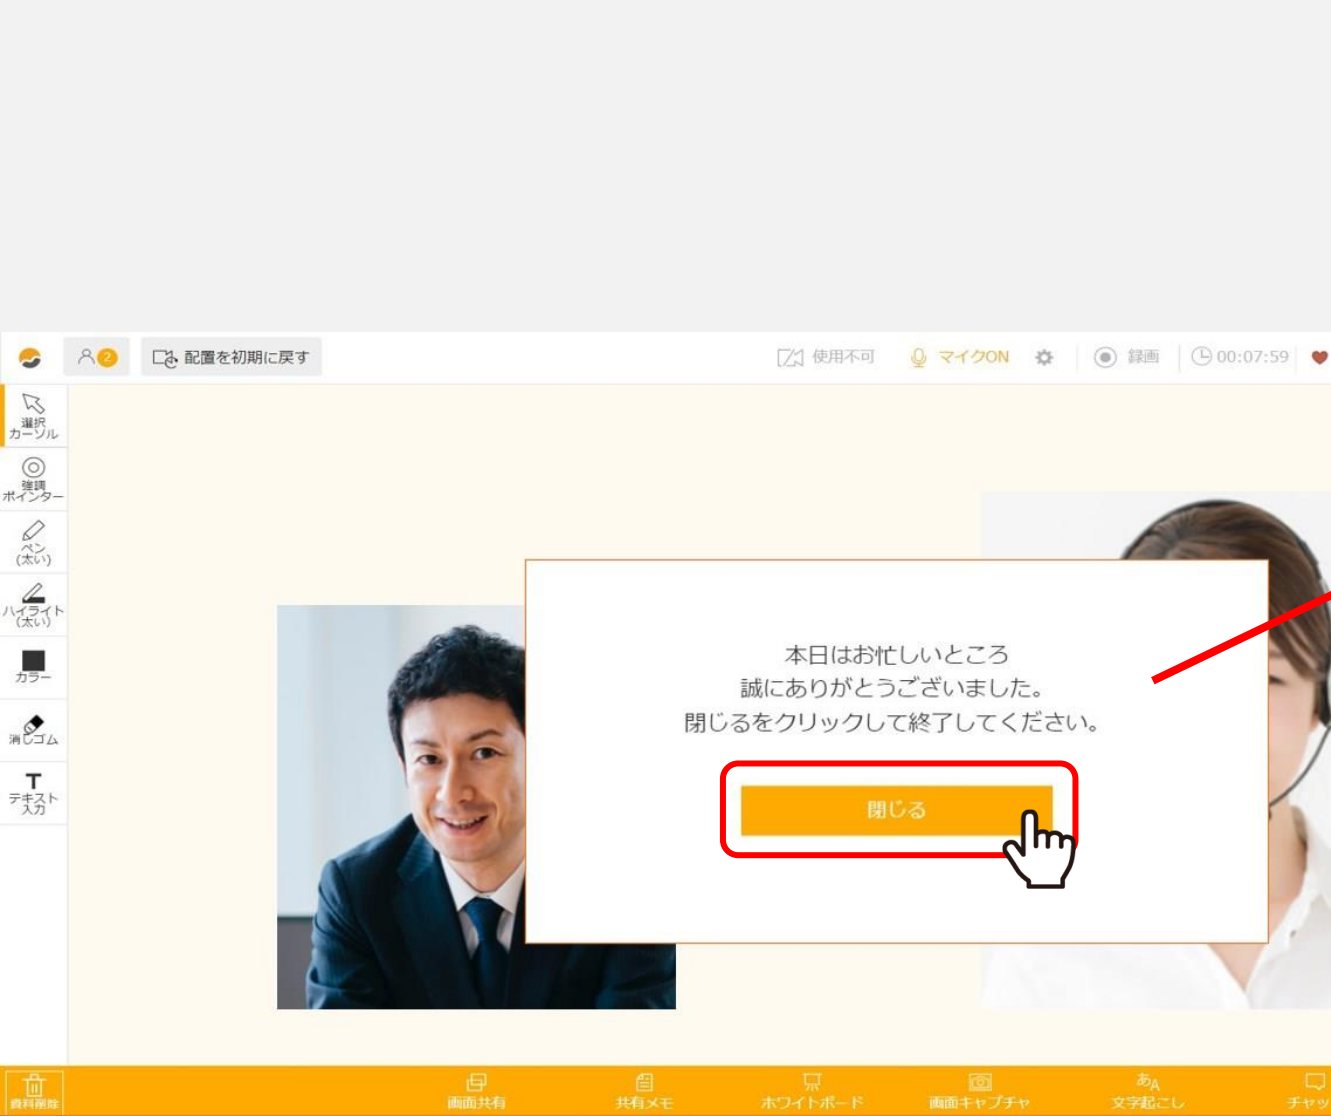 2
配置を初期に戻す
使用不可
マイクON
録画
00:07:59
選択
カーソル
強調
ポインター
ペン
(太い)
ハイライト
(太い)
カラー
消しゴム
T
テキスト
入力
本日はお忙しいところ
誠にありがとうございました。
閉じるをクリックして終了してください。
閉じる
資料削除
画面共有
共有メモ
ホワイトボード
画面キャプチャ
あA
文字起こし
チャッ